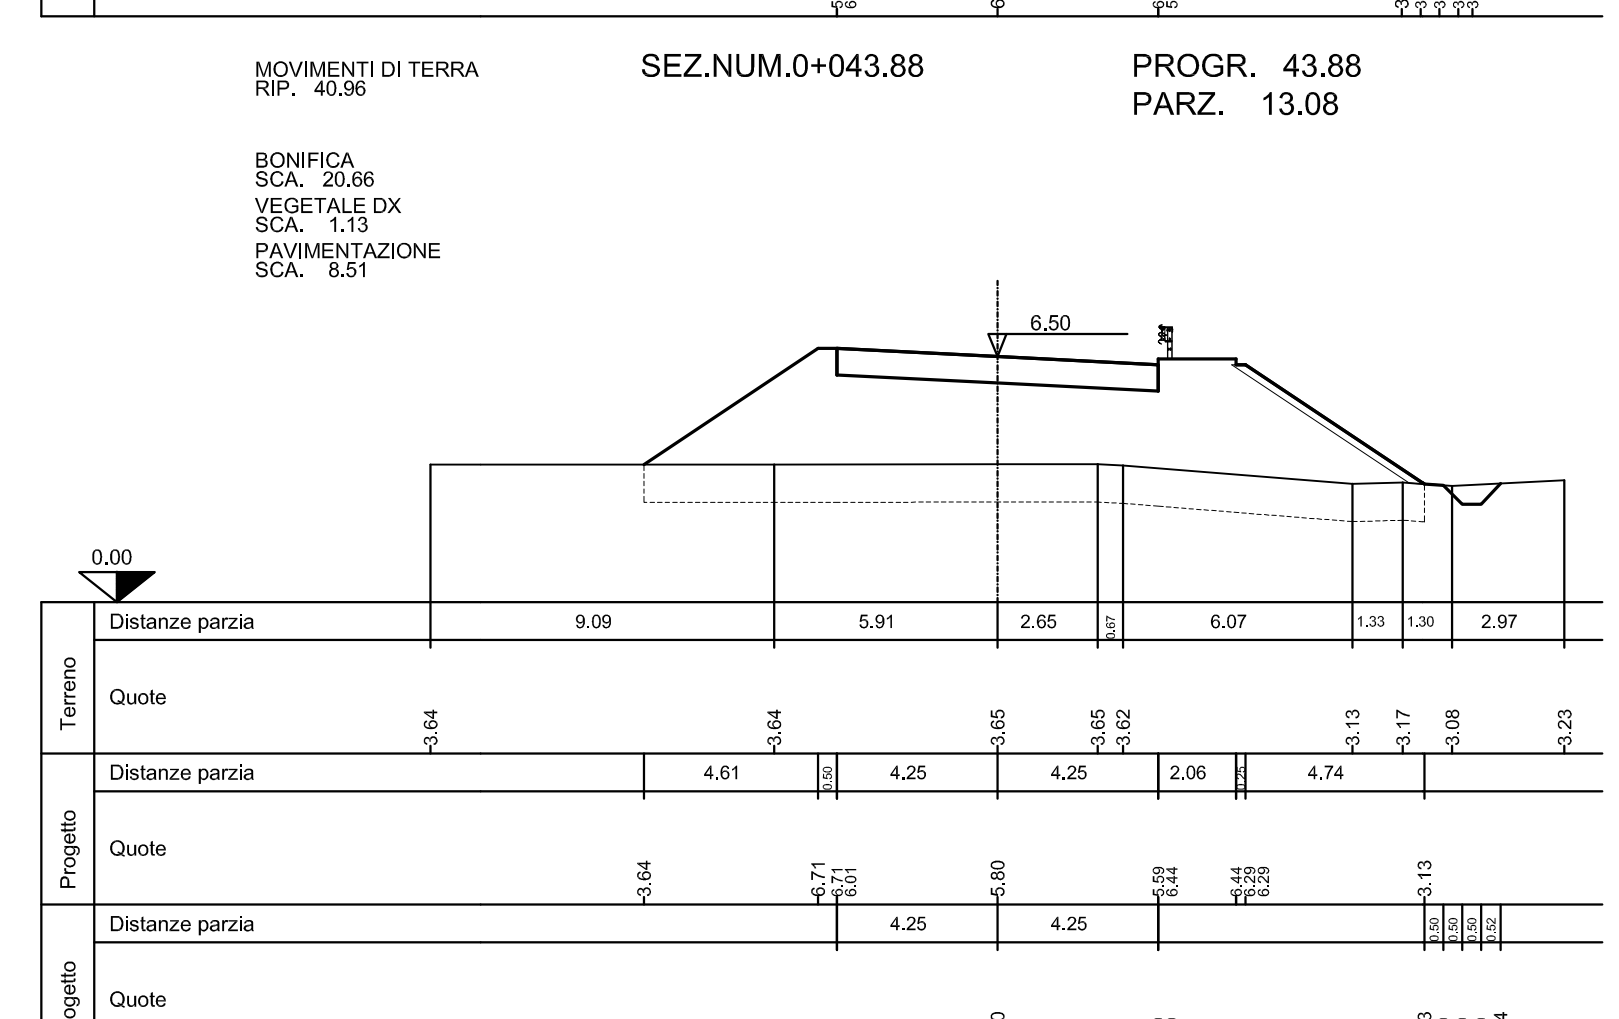 MOVIMENTI DI TERRA
RIP. 40.96
SEZ.NUM.0+043.88
PROGR. 43.88
PARZ. 13.08
BONIFICA
SCA. 20.66
VEGETALE DX
SCA. 1.13
PAVIMENTAZIONE
SCA. 8.51
6.50
0.00
Terreno
Distanze parzia
9.09 5.91 2.65 0.67 6.07 1.33 1.30 2.97
Quote
3.64 3.64 3.65 3.65 3.62 3.13 3.17 3.08 3.23
Progetto
Distanze parzia
4.61 0.50 4.25 4.25 2.06 0.25 4.74
Quote
3.64 6.71 6.71 6.01 5.80 5.59 6.44 6.44 6.29 6.29 3.13
ogetto
Distanze parzia
4.25 4.25 0.50 0.50 0.50 0.52
Quote